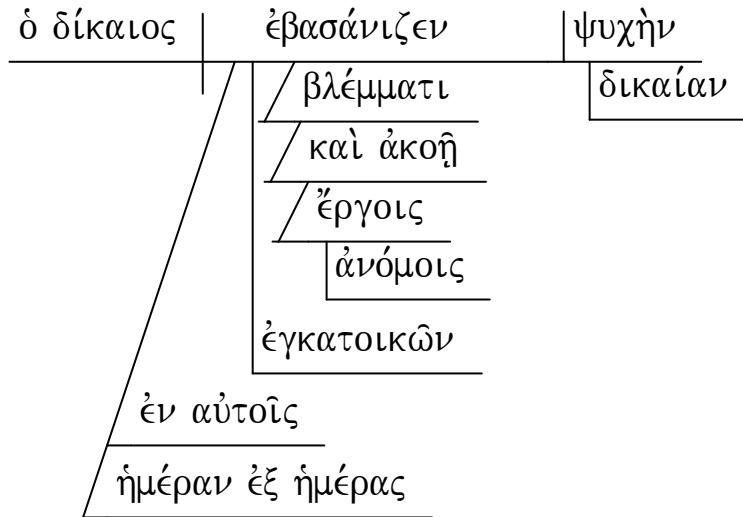 ὁ δίκαιος ἐβασάνιζεν ψυχὴν
βλέμματι δικαίαν
καὶ ἀκοῇ
ἔργοις
ἀνόμοις
ἐγκατοικῶν
ἐν αὐτοῖς
ἡμέραν ἐξ ἡμέρας